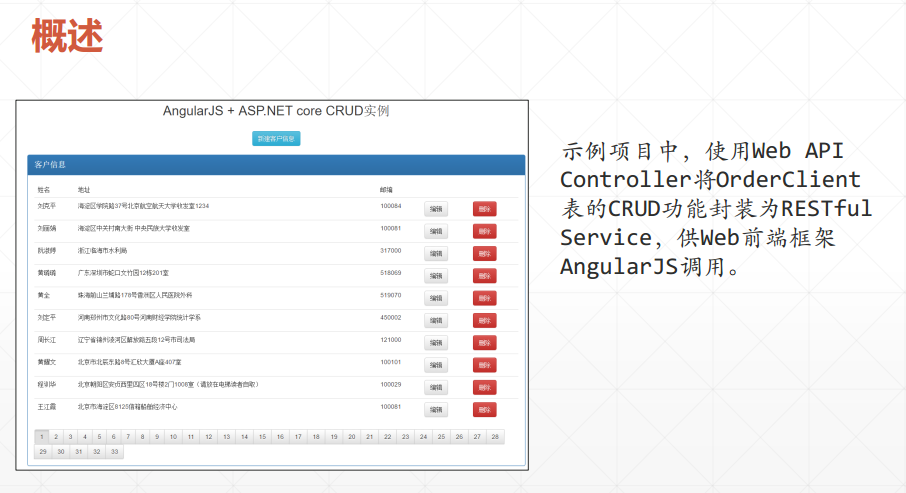 概述
AngularJS + ASP.NET core CRUD实例
新建客户信息
客户信息
姓名 地址 邮编
刘克平 海淀区学院路37号北京航空航天大学收发室1234 100084 编辑 删除
刘丽娟 海淀区中关村南大街 中央民族大学收发室 100081 编辑 删除
阮淑婷 浙江临海市水利局 317000 编辑 删除
黄嫣嫣 广东深圳市蛇口文竹园12栋201室 518069 编辑 删除
黄全 珠海前山兰埔路178号香洲区人民医院外科 519070 编辑 删除
刘定平 河南郑州市文化路80号河南财经学院统计学系 450002 编辑 删除
周长江 辽宁省锦州凌河区解放路五段12号市司法局 121000 编辑 删除
黄耀文 北京市北辰东路8号汇欣大厦A座407室 100101 编辑 删除
北京朝阳区安贞西里四区18号楼2门1008室（请放在电梯读者自取） 100029 编辑 删除
王江霞 北京市海淀区8125信箱船舶经济中心 100081 编辑 删除
1 2 3 4 5 6 7 8 9 10 11 12 13 14 15 16 17 18 19 20 21 22 23 24 25 26 27 28
29 30 31 32 33
示例项目中，使用Web API
Controller将OrderClient
表的CRUD功能封装为RESTful
Service，供Web前端框架
AngularJS调用。